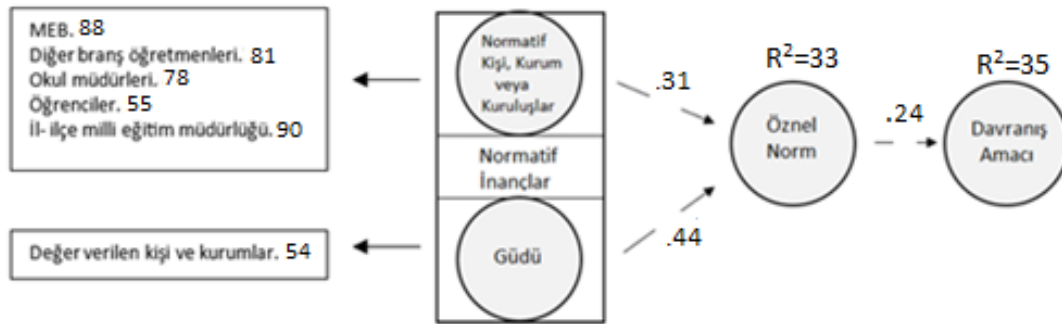 MEB. 88
Diğer branş öğretmenleri. 81
Okul müdürleri. 78
Öğrenciler. 55
İl- ilçe milli eğitim müdürlüğü. 90
Değer verilen kişi ve kurumlar. 54
Normatif
Kişi, Kurum
veya
Kuruluşlar
Normatif
İnançlar
Güdü
.31
.44
R²=33
Öznel
Norm
.24
R²=35
Davranış
Amacı